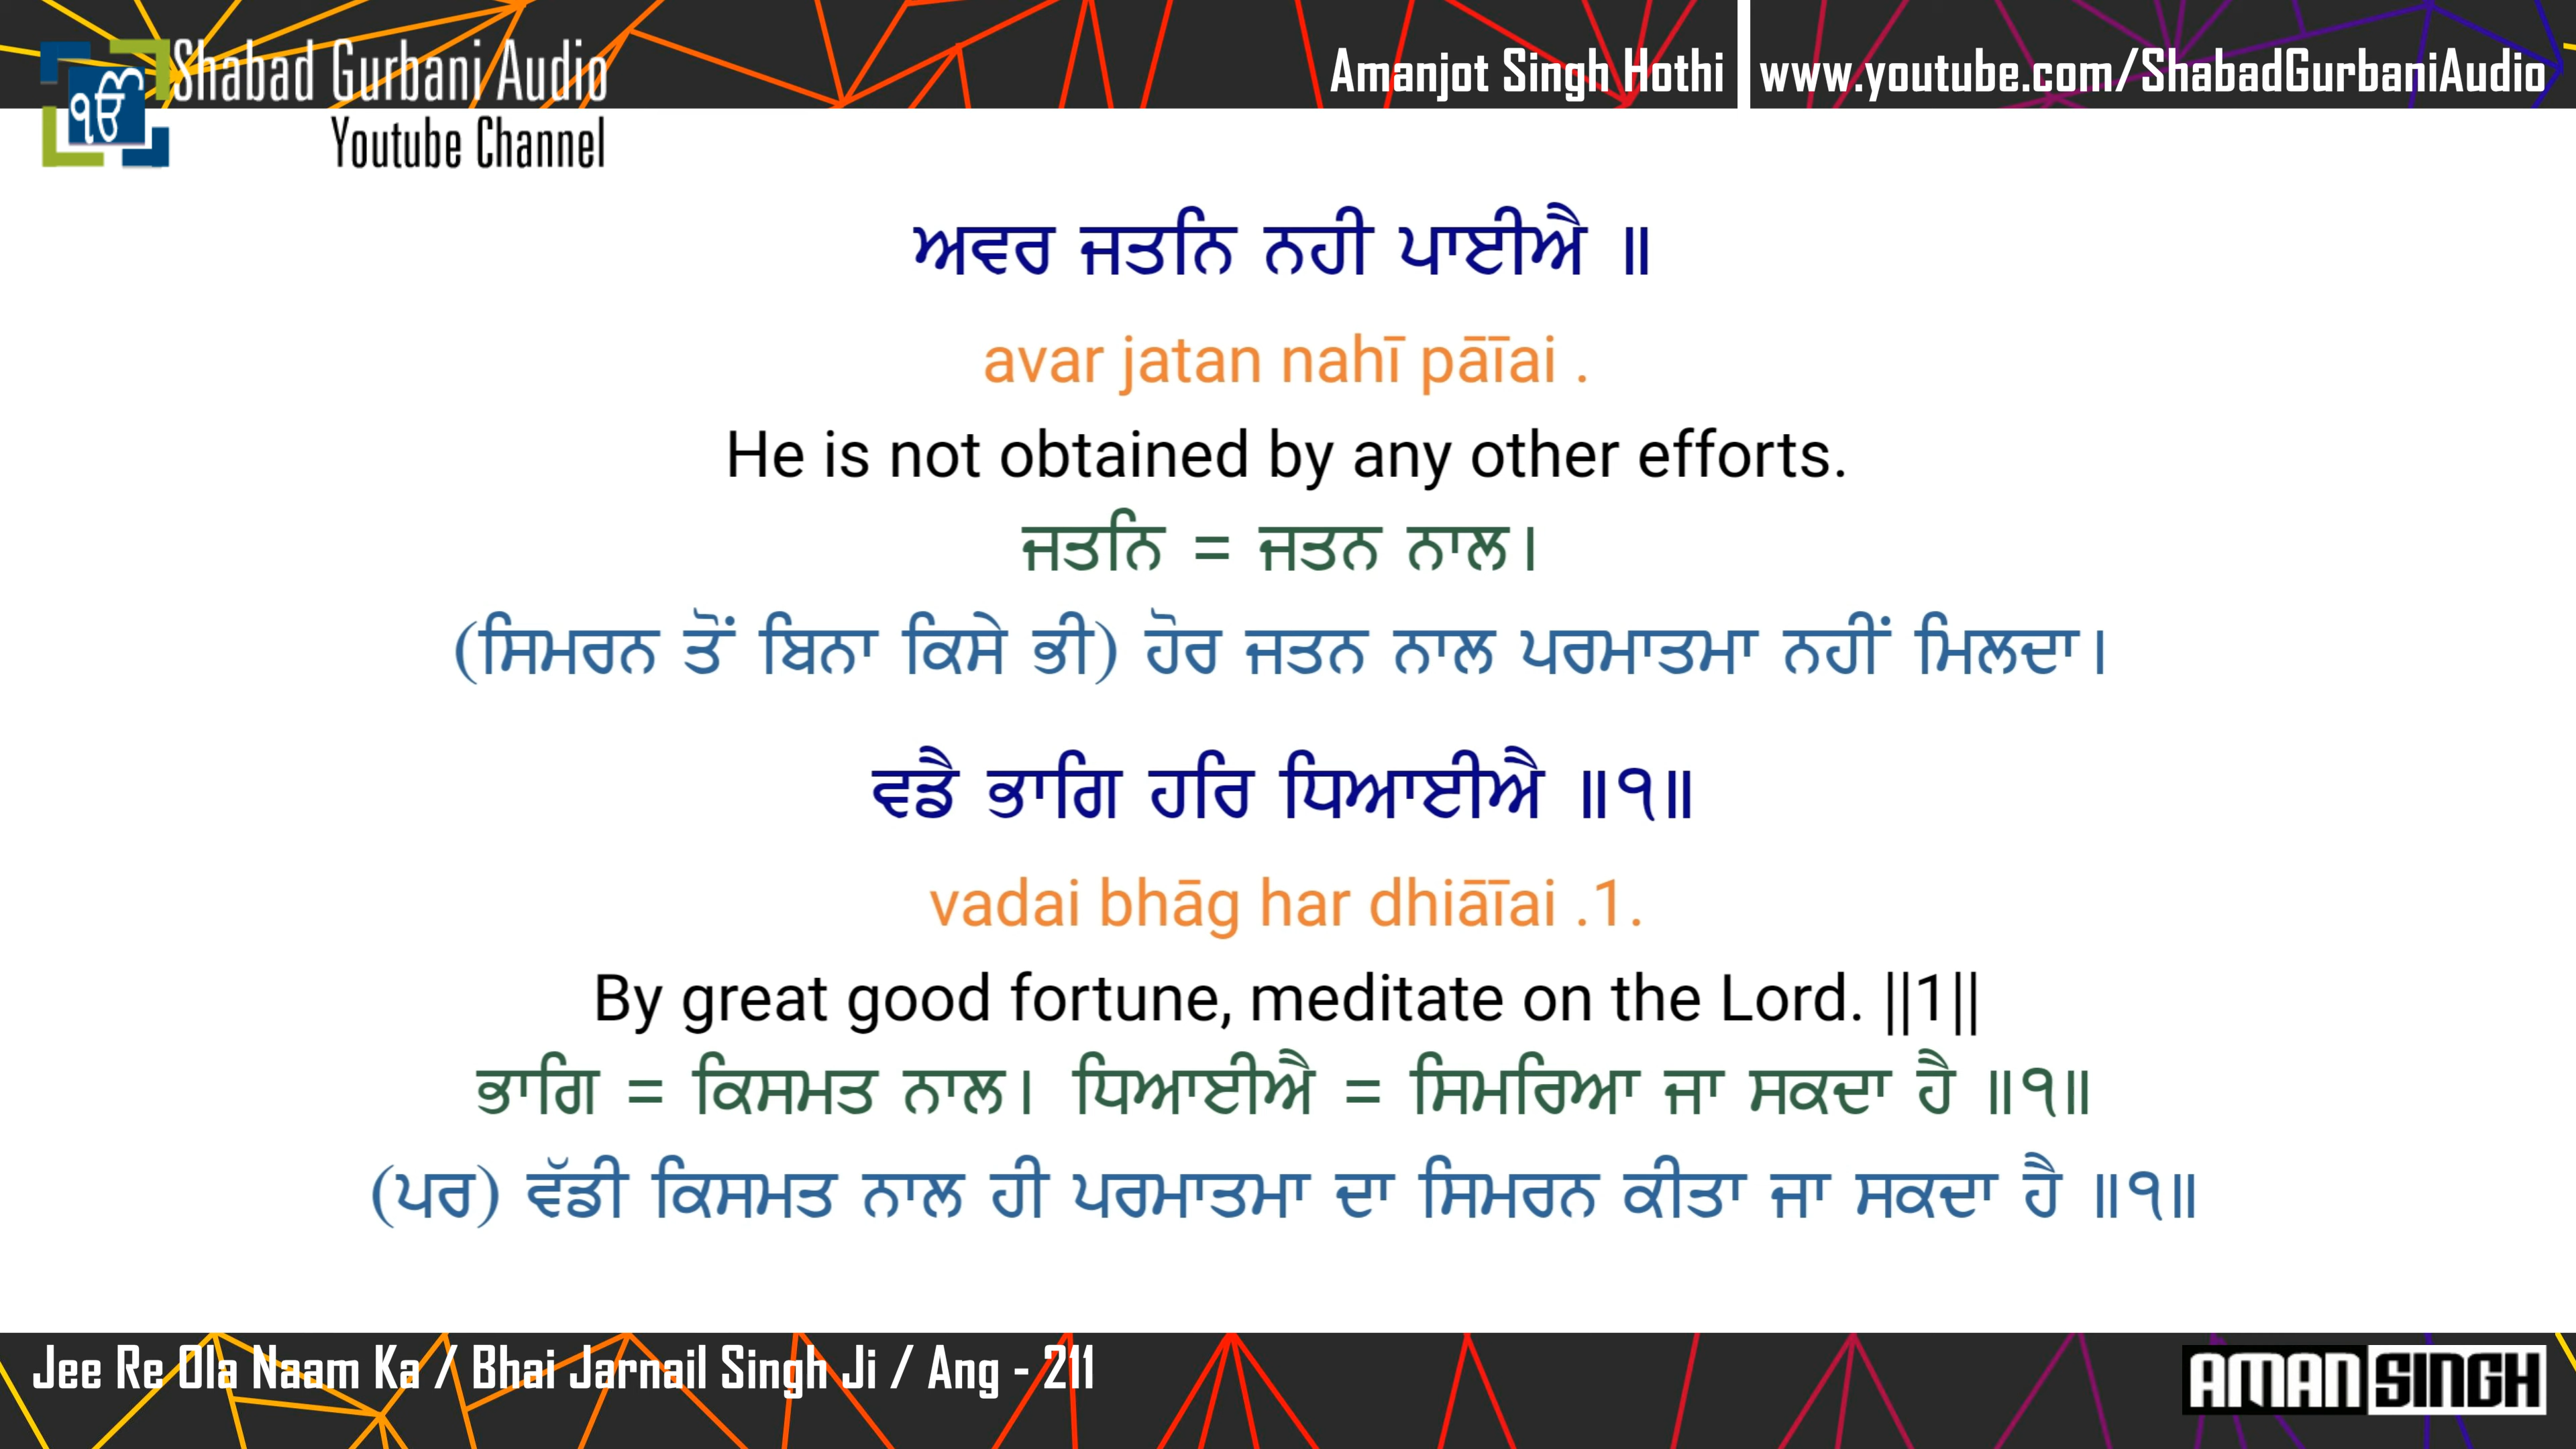 Shabad Gurbani Audio
Youtube Channel
ੴ
Amanjot Singh Hothi
www.youtube.com/ShabadGurbaniAudio
ਅਵਰ ਜਤਨਿ ਨਹੀ ਪਾਈਐ ॥
avar jatan nahī pāīai .
He is not obtained by any other efforts.
ਜਤਨਿ = ਜਤਨ ਨਾਲ।
(ਸਿਮਰਨ ਤੋਂ ਬਿਨਾ ਕਿਸੇ ਭੀ) ਹੋਰ ਜਤਨ ਨਾਲ ਪਰਮਾਤਮਾ ਨਹੀਂ ਮਿਲਦਾ।
ਵਡੈ ਭਾਗਿ ਹਰਿ ਧਿਆਈਐ ॥੧॥
vadai bhāg har dhiāīai .1.
By great good fortune, meditate on the Lord. ||1||
ਭਾਗਿ = ਕਿਸਮਤ ਨਾਲ। ਧਿਆਈਐ = ਸਿਮਰਿਆ ਜਾ ਸਕਦਾ ਹੈ ॥੧॥
(ਪਰ) ਵੱਡੀ ਕਿਸਮਤ ਨਾਲ ਹੀ ਪਰਮਾਤਮਾ ਦਾ ਸਿਮਰਨ ਕੀਤਾ ਜਾ ਸਕਦਾ ਹੈ ॥੧॥
Jee Re Ola Naam Ka / Bhai Jarnail Singh Ji / Ang - 211
AMAN SINGH